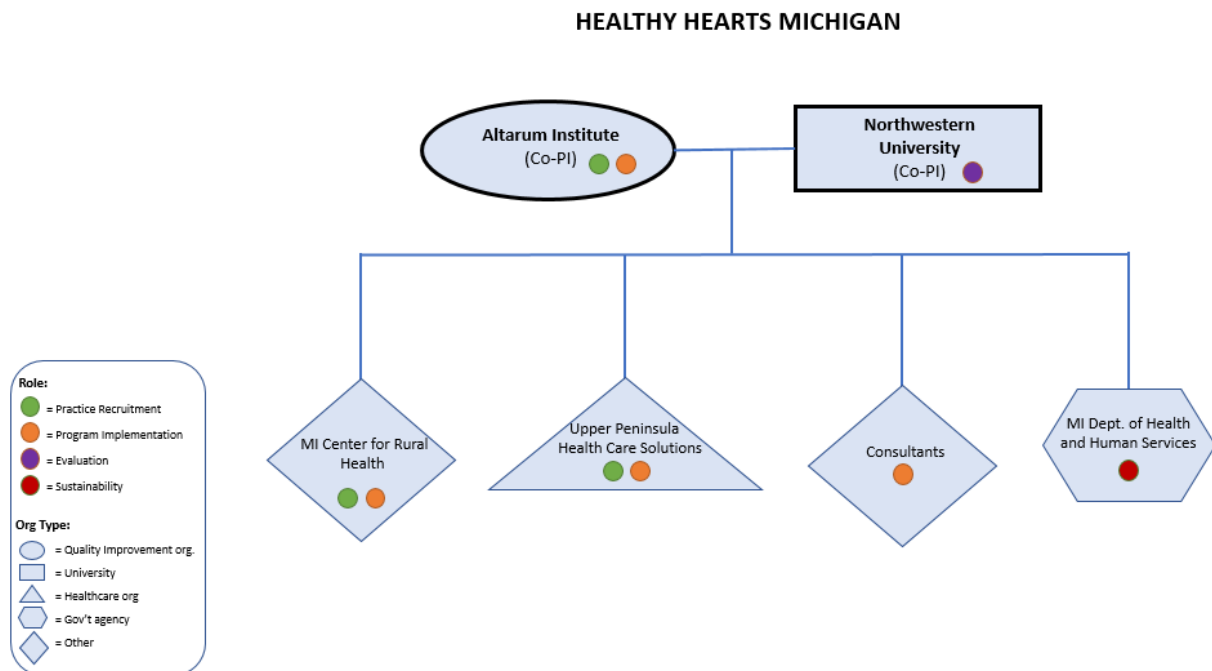 HEALTHY HEARTS MICHIGAN
Altarum Institute
(Co-PI)
Northwestern
University
(Co-PI)
MI Center for Rural
Health
Upper Peninsula
Health Care Solutions
Consultants
MI Dept. of Health
and Human Services
Role:
= Practice Recruitment
= Program Implementation
= Evaluation
= Sustainability
Org Type:
= Quality Improvement org.
= University
= Healthcare org
= Gov't agency
= Other